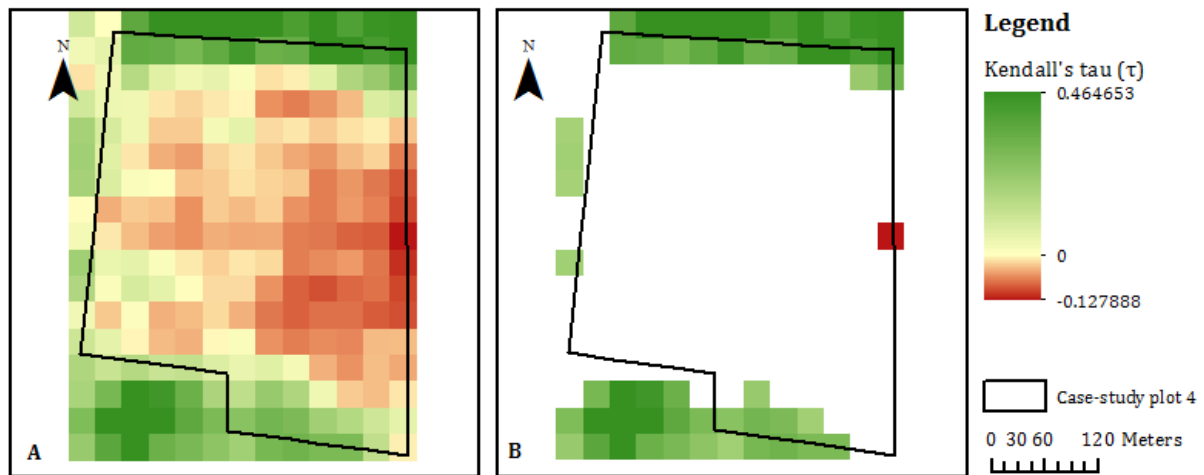 N
A
N
B
Legend
Kendall's tau (τ)
0.464653
0
-0.127888
Case-study plot 4
0 30 60 120 Meters